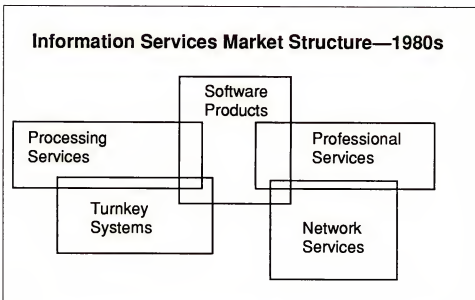 Information Services Market Structure—1980s
Software
Products
Processing
Services
Professional
Services
Turnkey
Systems
Network
Services